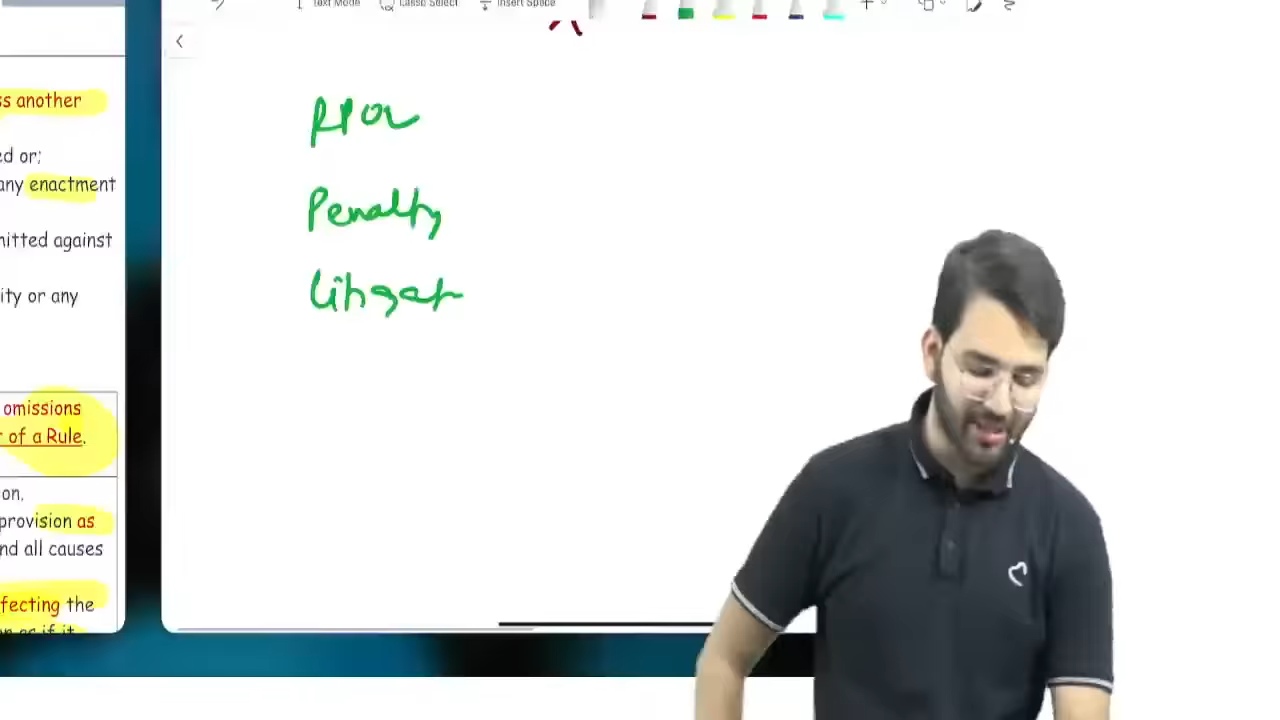 Text Mode Lasso Select Insert Space
ss another
ed or;
any enactment
mitted against
ity or any
omissions
of a Rule.
on,
provision as
nd all causes
fecting the
Penalty